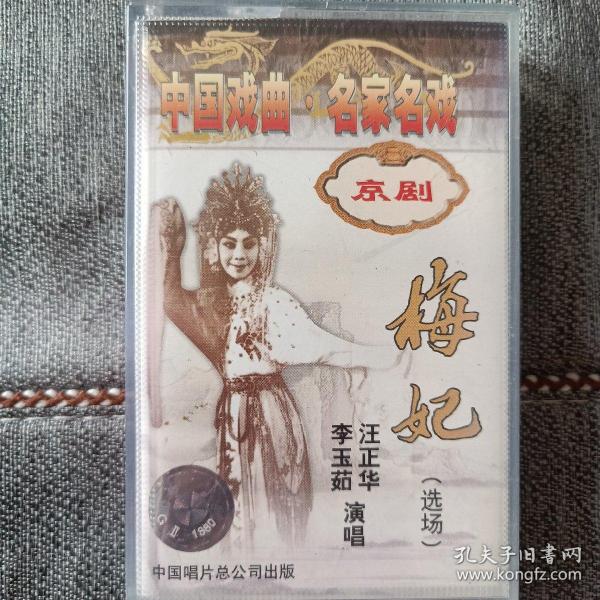 中国戏曲·名家名戏
京剧
梅妃
(选场)
汪正华
李玉茹 演唱
G II 1880
中国唱片总公司出版
孔夫子旧书网
www.kongfz.com